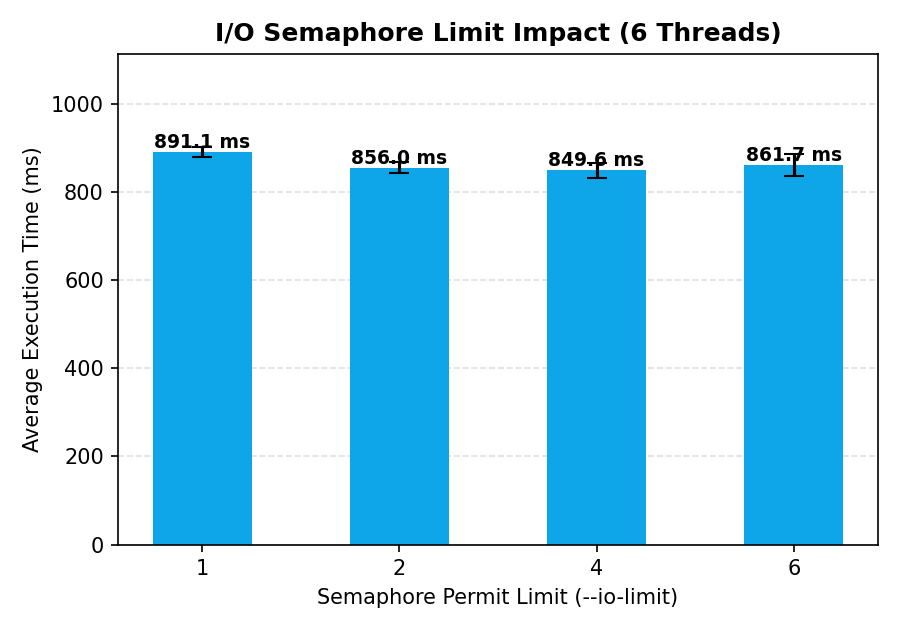 I/O Semaphore Limit Impact (6 Threads)
Average Execution Time (ms)
1000
800
600
400
200
0
891.1 ms
856.0 ms
849.6 ms
861.7 ms
1
2
4
6
Semaphore Permit Limit (--io-limit)